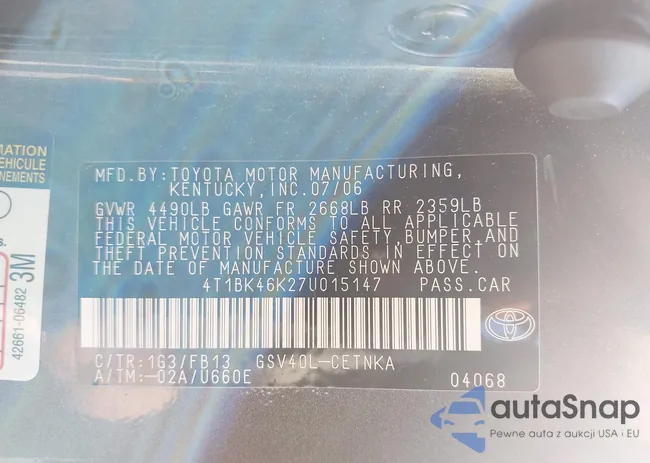 MATION
VEHICULE
NEMENTS
s.
42661-06482
3M
MFD.BY:TOYOTA MOTOR MANUFACTURING,
KENTUCKY,INC.07/06
GVWR 4490LB GAWR FR 2668LB RR 2359LB
THIS VEHICLE CONFORMS TO ALL APPLICABLE
FEDERAL MOTOR VEHICLE SAFETY,BUMPER,AND
THEFT PREVENTION STANDARDS IN EFFECT ON
THE DATE OF MANUFACTURE SHOWN ABOVE.
4T1BK46K27U015147 PASS.CAR
C/TR:1G3/FB13 GSV40L-CETNKA
A/TM:-02A/U660E 04068
autaSnap
Pewne auta z aukcji USA i EU